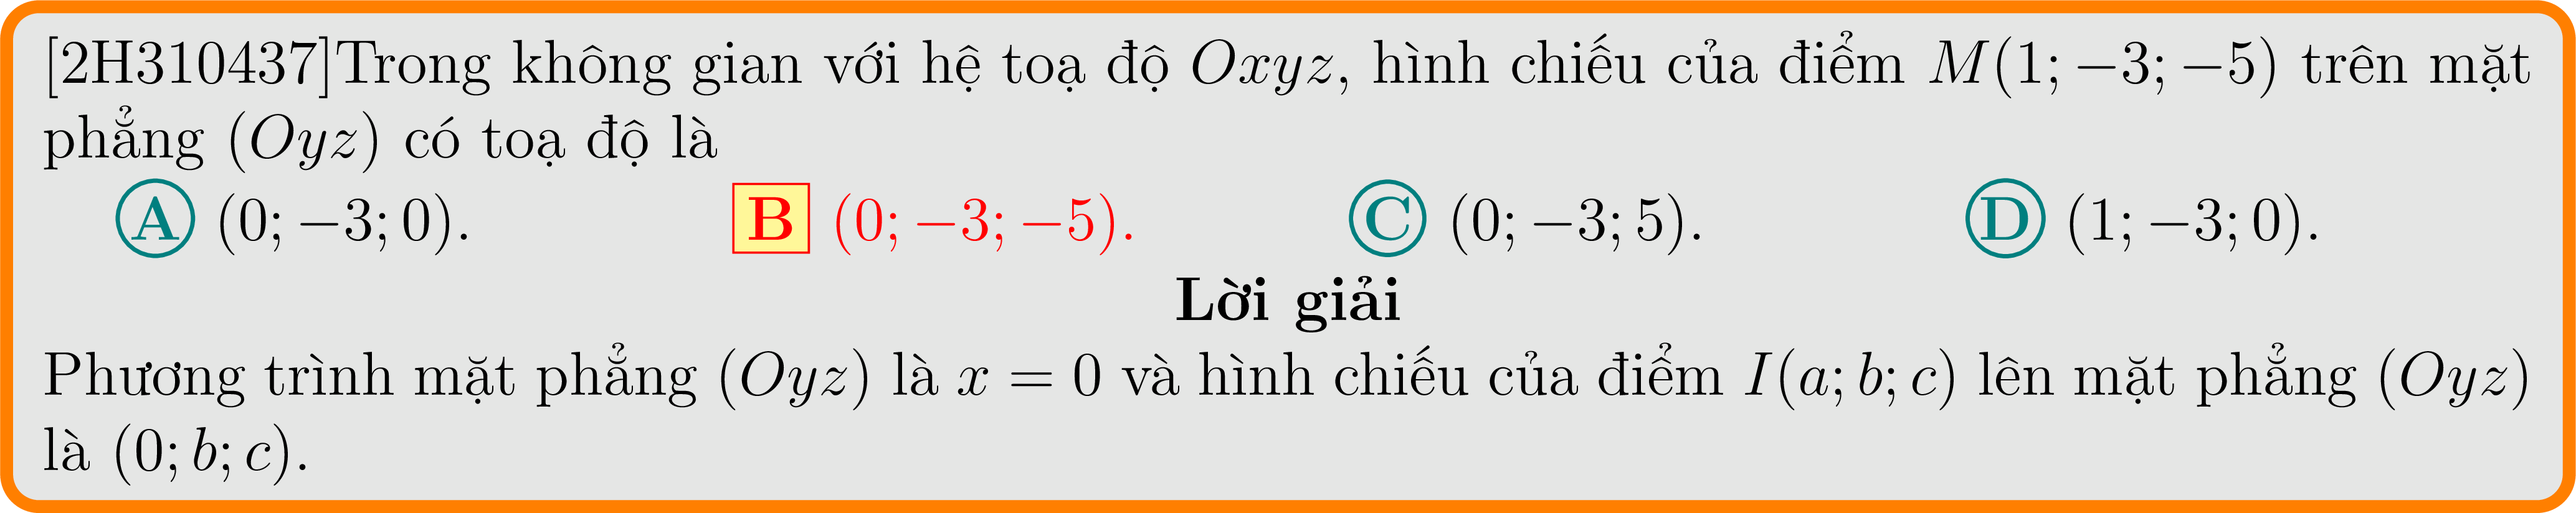 [2H310437]Trong không gian với hệ toạ độ Oxyz, hình chiếu của điểm M(1; −3; −5) trên mặt
phẳng (Oyz) có toạ độ là
A (0; −3; 0). B (0; −3; −5). C (0; −3; 5). D (1; −3; 0).
Lời giải
Phương trình mặt phẳng (Oyz) là x = 0 và hình chiếu của điểm I(a; b; c) lên mặt phẳng (Oyz)
là (0; b; c).